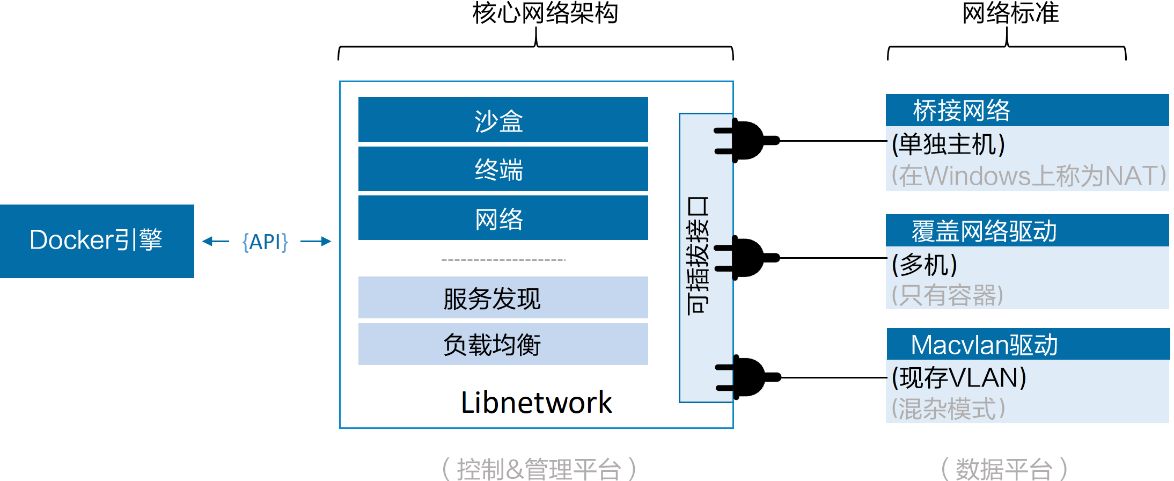 核心网络架构
网络标准
Docker引擎
{API}
沙盒
终端
网络
服务发现
负载均衡
Libnetwork
可插拔接口
桥接网络
(单独主机)
(在Windows上称为NAT)
覆盖网络驱动
(多机)
(只有容器)
Macvlan驱动
(现存VLAN)
(混杂模式)
（控制&管理平台）
（数据平台）